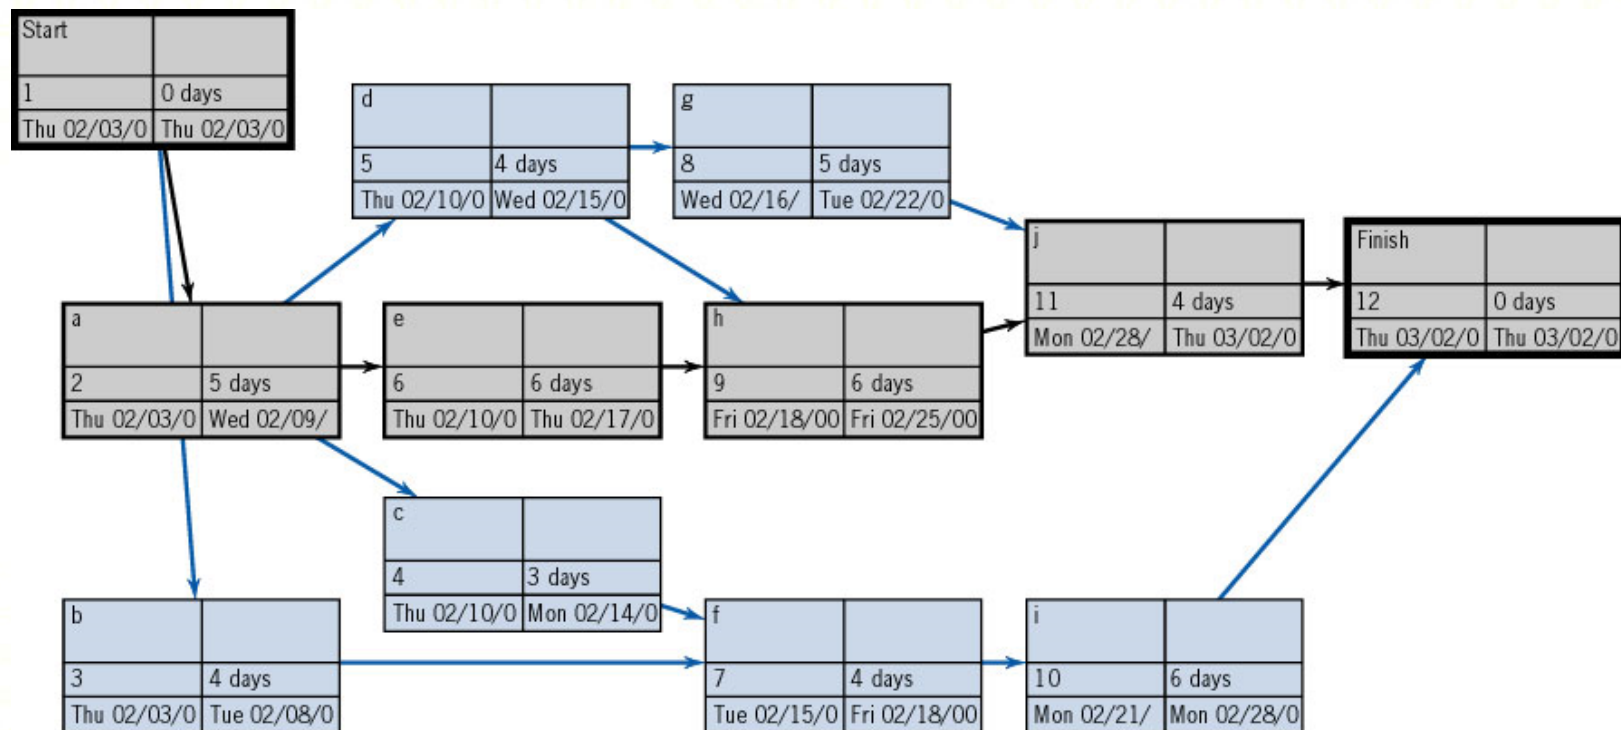 Start
1 0 days
Thu 02/03/0 Thu 02/03/0
d
5 4 days
Thu 02/10/0 Wed 02/15/0
g
8 5 days
Wed 02/16/ Tue 02/22/0
j
11 4 days
Mon 02/28/ Thu 03/02/0
Finish
12 0 days
Thu 03/02/0 Thu 03/02/0
a
2 5 days
Thu 02/03/0 Wed 02/09/
e
6 6 days
Thu 02/10/0 Thu 02/17/0
h
9 6 days
Fri 02/18/00 Fri 02/25/00
c
4 3 days
Thu 02/10/0 Mon 02/14/0
b
3 4 days
Thu 02/03/0 Tue 02/08/0
f
7 4 days
Tue 02/15/0 Fri 02/18/00
i
10 6 days
Mon 02/21/ Mon 02/28/0